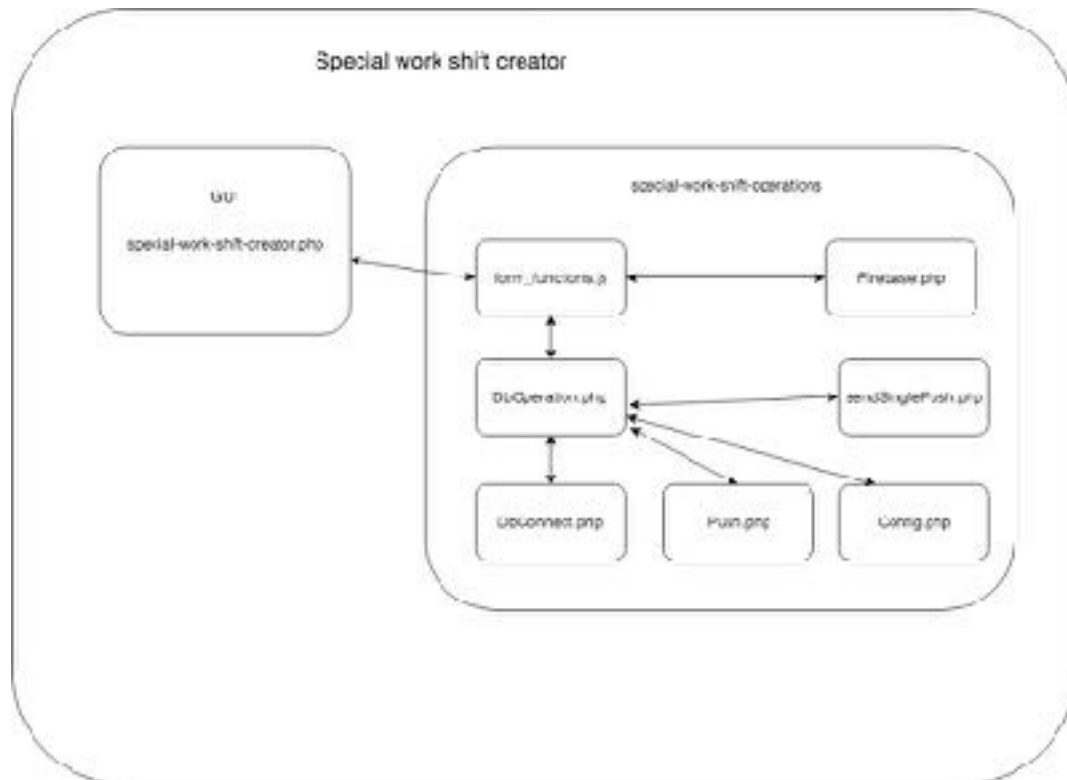 Special work shift creator
GUI
special-work-shift-operations
special-work-shift-creator.php
form_functions.js
Firebase.php
DbOperation.php
sendSinglePush.php
DbConnect.php
Push.php
Config.php